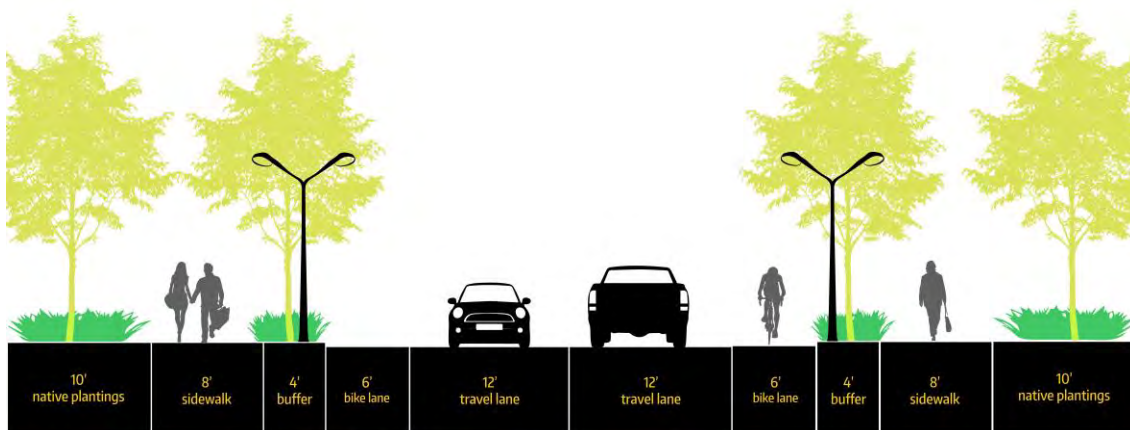 10'
native plantings
8'
sidewalk
4'
buffer
6'
bike lane
12'
travel lane
12'
travel lane
6'
bike lane
4'
buffer
8'
sidewalk
10'
native plantings